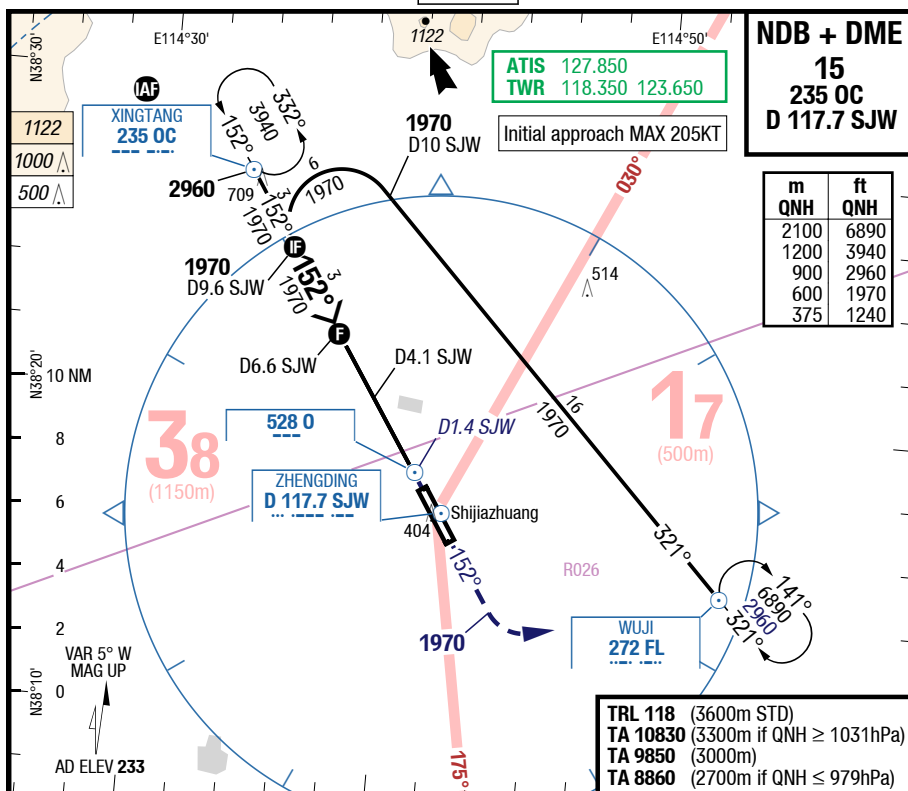 N38°30'
E114°30'
1122
E114°50'
NDB + DME
15
235 OC
D 117.7 SJW
ATIS 127.850
TWR 118.350 123.650
Initial approach MAX 205KT
IAF
XINGTANG
235 OC
1122
1000
500
332°
3940
152°
2960
709
3
152°
1970
6
1970
1970
D10 SJW
030°
m ft
QNH QNH
2100 6890
1200 3940
900 2960
600 1970
375 1240
IF
1970
D9.6 SJW
3
152°
1970
514
F
D6.6 SJW
D4.1 SJW
N38°20'
10 NM
8
6
4
2
0
38
(1150m)
17
(500m)
16
1970
528 O
D1.4 SJW
ZHENGDING
D 117.7 SJW
Shijiazhuang
404
152°
R026
321°
141°
6890
2960
321°
1970
WUJI
272 FL
N38°10'
VAR 5° W
MAG UP
AD ELEV 233
175°
TRL 118 (3600m STD)
TA 10830 (3300m if QNH ≥ 1031hPa)
TA 9850 (3000m)
TA 8860 (2700m if QNH ≤ 979hPa)